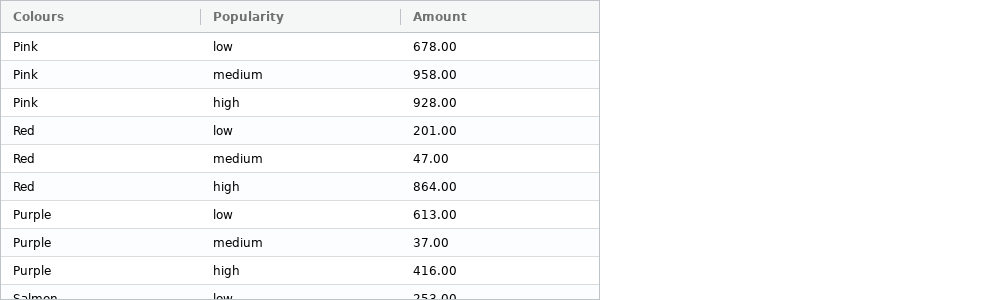 Colours Popularity Amount
Pink low 678.00
Pink medium 958.00
Pink high 928.00
Red low 201.00
Red medium 47.00
Red high 864.00
Purple low 613.00
Purple medium 37.00
Purple high 416.00
Salmon low 253.00